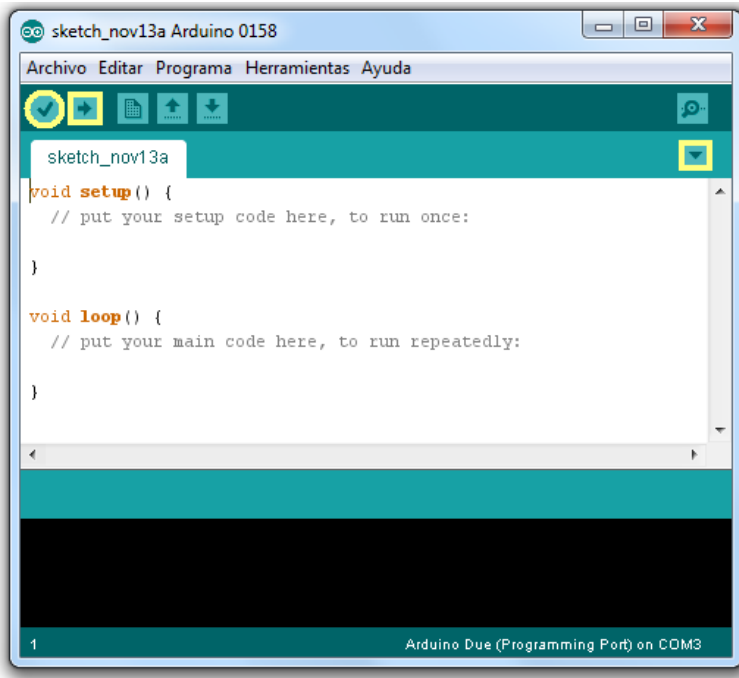 sketch_nov13a Arduino 0158
Archivo Editar Programa Herramientas Ayuda
sketch_nov13a
void setup() {
  // put your setup code here, to run once:
}
void loop() {
  // put your main code here, to run repeatedly:
}
1 Arduino Due (Programming Port) on COM3